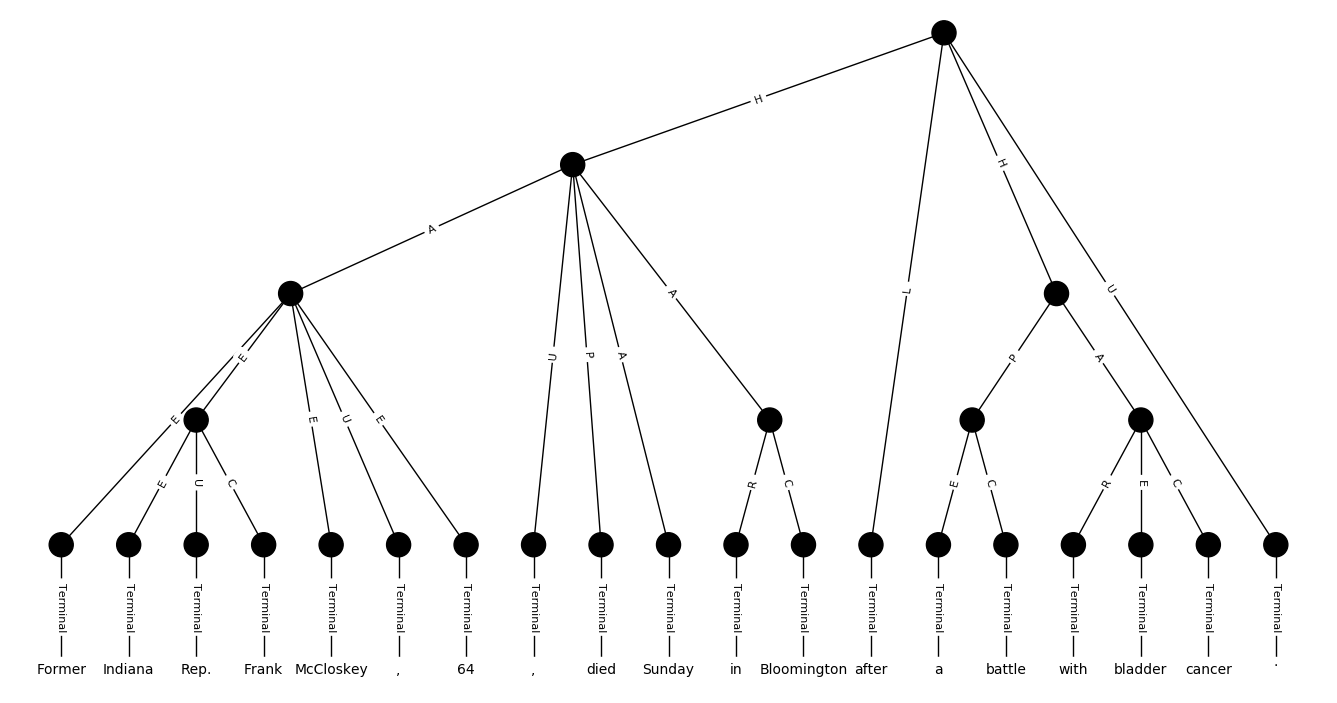 H
H
A
L
A
U
E
U
P
A
P
A
E
E
U
E
E
U
C
R
C
E
C
R
E
C
Terminal Terminal Terminal Terminal Terminal Terminal Terminal Terminal Terminal Terminal Terminal Terminal Terminal Terminal Terminal Terminal Terminal Terminal Terminal
Former Indiana Rep. Frank McCloskey , 64 , died Sunday in Bloomington after a battle with bladder cancer .